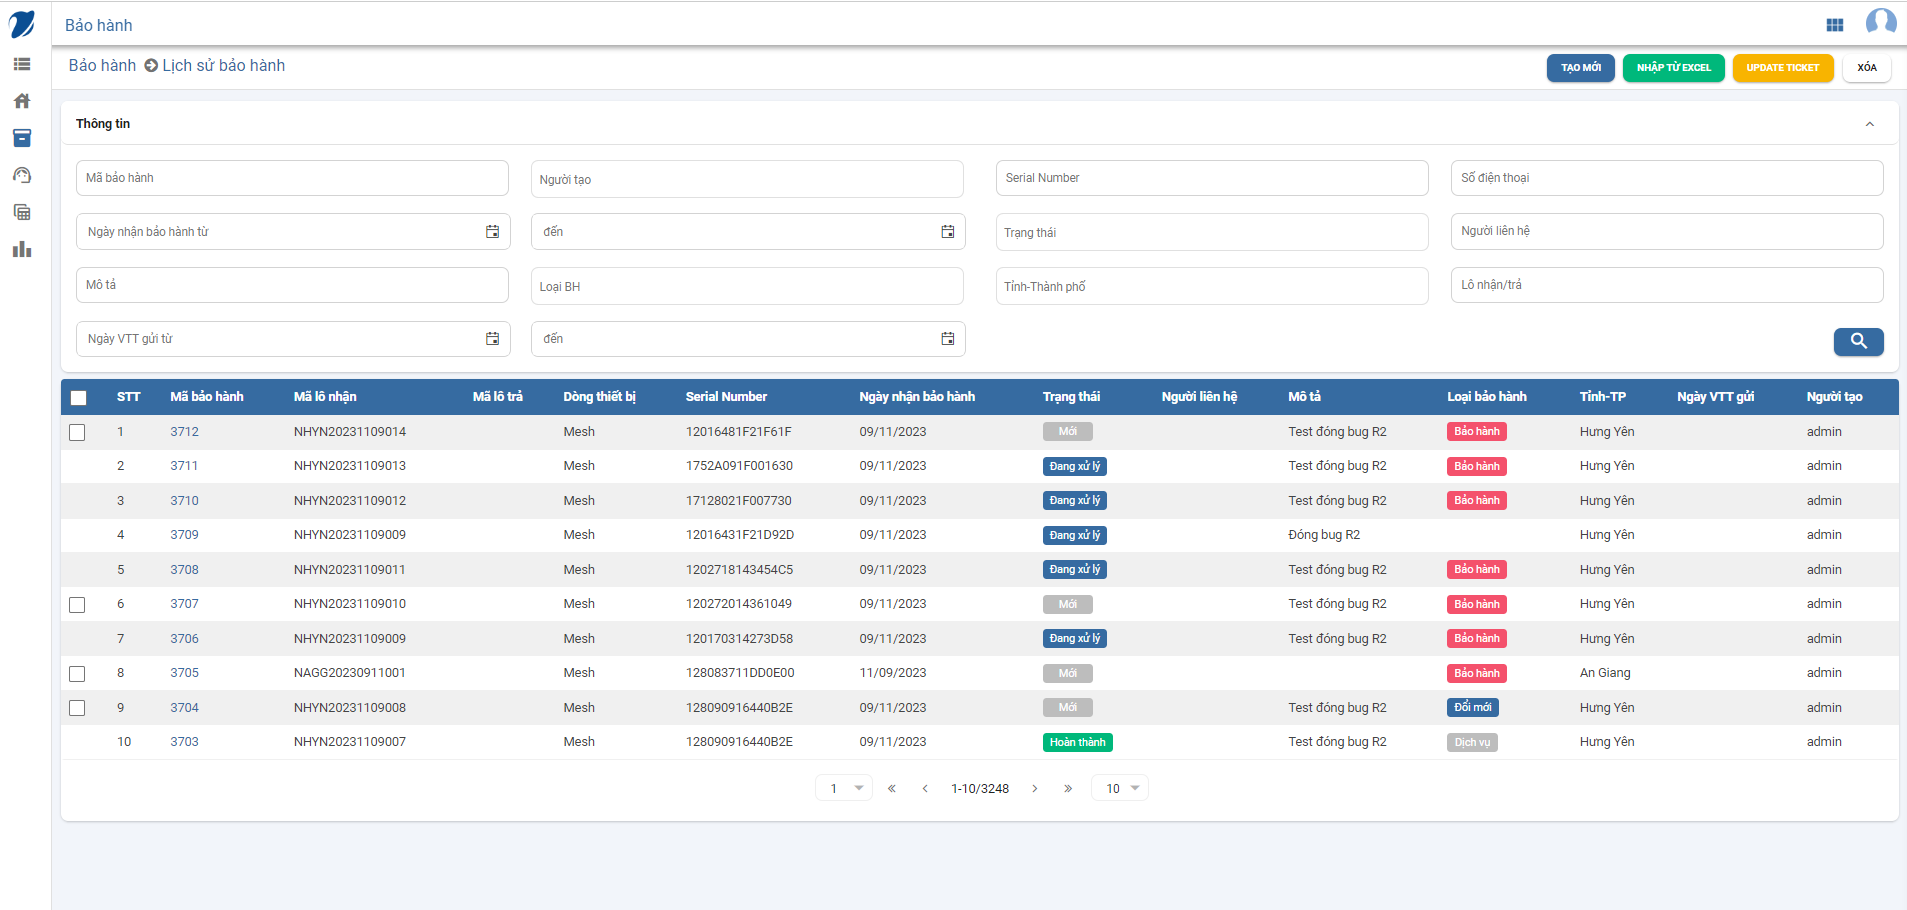 Bảo hành
Bảo hành Lịch sử bảo hành
TẠO MỚI NHẬP TỪ EXCEL UPDATE TICKET XÓA
Thông tin
Mã bảo hành Người tạo Serial Number Số điện thoại
Ngày nhận bảo hành từ đến Trạng thái Người liên hệ
Mô tả Loại BH Tỉnh-Thành phố Lô nhận/trả
Ngày VTT gửi từ đến
STT Mã bảo hành Mã lô nhận Mã lô trả Dòng thiết bị Serial Number Ngày nhận bảo hành Trạng thái Người liên hệ Mô tả Loại bảo hành Tỉnh-TP Ngày VTT gửi Người tạo
1 3712 NHYN20231109014 Mesh 12016481F21F61F 09/11/2023 Mới Test đóng bug R2 Bảo hành Hưng Yên admin
2 3711 NHYN20231109013 Mesh 1752A091F001630 09/11/2023 Đang xử lý Test đóng bug R2 Bảo hành Hưng Yên admin
3 3710 NHYN20231109012 Mesh 17128021F007730 09/11/2023 Đang xử lý Test đóng bug R2 Bảo hành Hưng Yên admin
4 3709 NHYN20231109009 Mesh 12016431F21D92D 09/11/2023 Đang xử lý Đóng bug R2 Hưng Yên admin
5 3708 NHYN20231109011 Mesh 1202718143454C5 09/11/2023 Đang xử lý Test đóng bug R2 Bảo hành Hưng Yên admin
6 3707 NHYN20231109010 Mesh 120272014361049 09/11/2023 Mới Test đóng bug R2 Bảo hành Hưng Yên admin
7 3706 NHYN20231109009 Mesh 120170314273D58 09/11/2023 Đang xử lý Test đóng bug R2 Bảo hành Hưng Yên admin
8 3705 NAGG20230911001 Mesh 128083711DD0E00 11/09/2023 Mới Bảo hành An Giang admin
9 3704 NHYN20231109008 Mesh 128090916440B2E 09/11/2023 Mới Test đóng bug R2 Đổi mới Hưng Yên admin
10 3703 NHYN20231109007 Mesh 128090916440B2E 09/11/2023 Hoàn thành Test đóng bug R2 Dịch vụ Hưng Yên admin
1 « ‹ 1-10/3248 › » 10